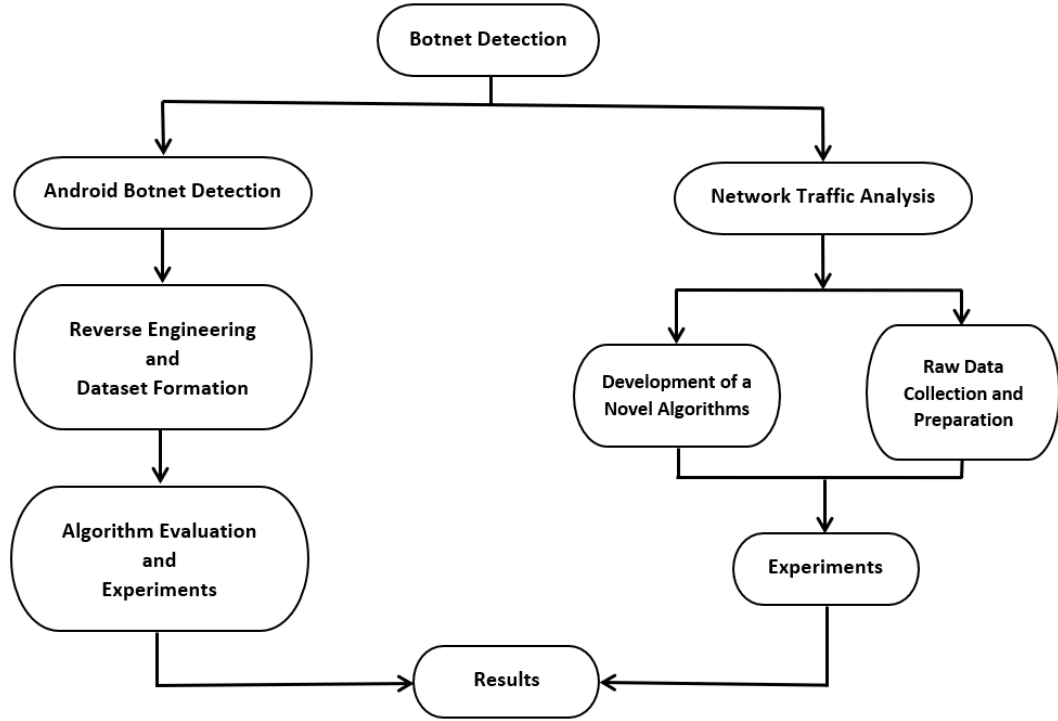 Botnet Detection
Android Botnet Detection
Network Traffic Analysis
Reverse Engineering
and
Dataset Formation
Development of a
Novel Algorithms
Raw Data
Collection and
Preparation
Algorithm Evaluation
and
Experiments
Experiments
Results